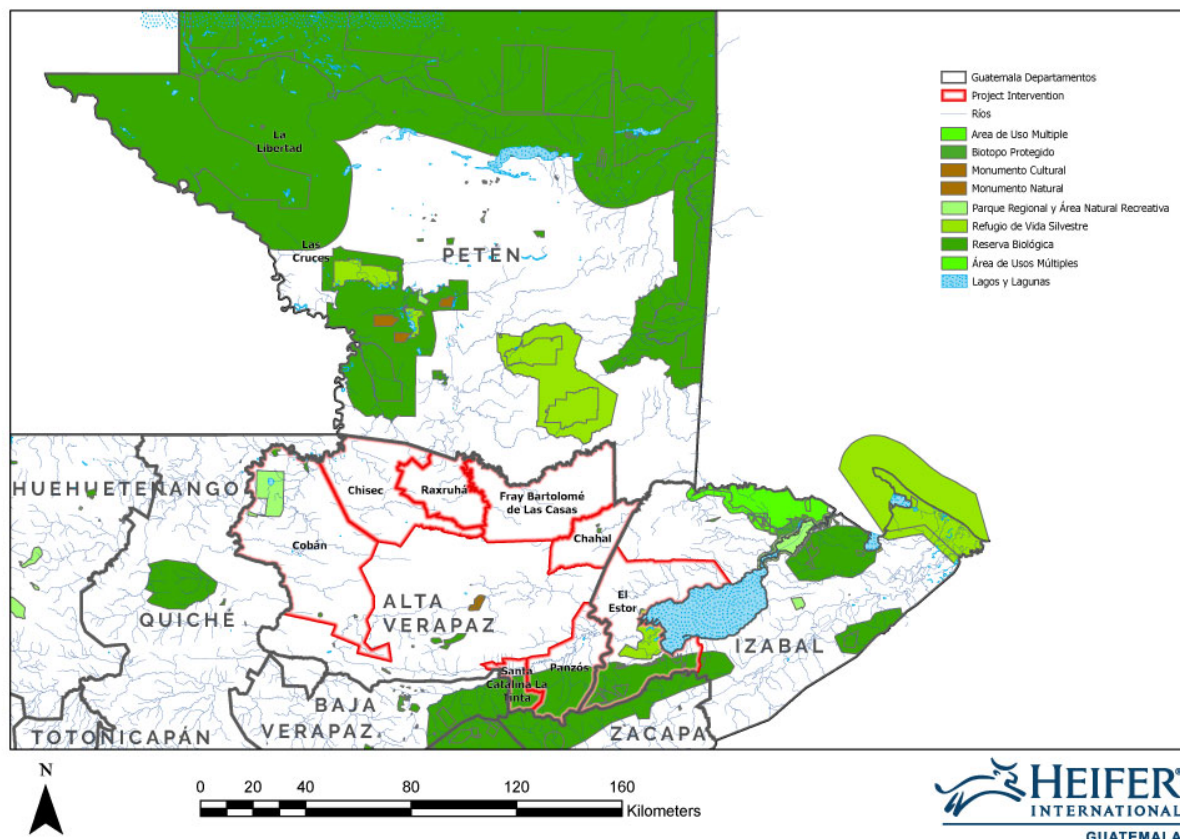 Guatemala Departamentos
Project Intervention
Ríos
Area de Uso Multiple
Biotopo Protegido
Monumento Cultural
Monumento Natural
Parque Regional y Área Natural Recreativa
Refugio de Vida Silvestre
Reserva Biológica
Área de Usos Múltiples
Lagos y Lagunas
La
Libertad
Las
Cruces
PETÉN
HUEHUETENANGO
Chisec
Raxruhá
Fray Bartolomé
de Las Casas
Cobán
Chahal
QUICHÉ
ALTA
VERAPAZ
El
Estor
IZABAL
Santa
Catalina La
Tinta
Panzós
BAJA
VERAPAZ
ZACAPA
TOTONICAPÁN
N
0 20 40 80 120 160
Kilometers
HEIFER®
INTERNATIONAL
GUATEMALA